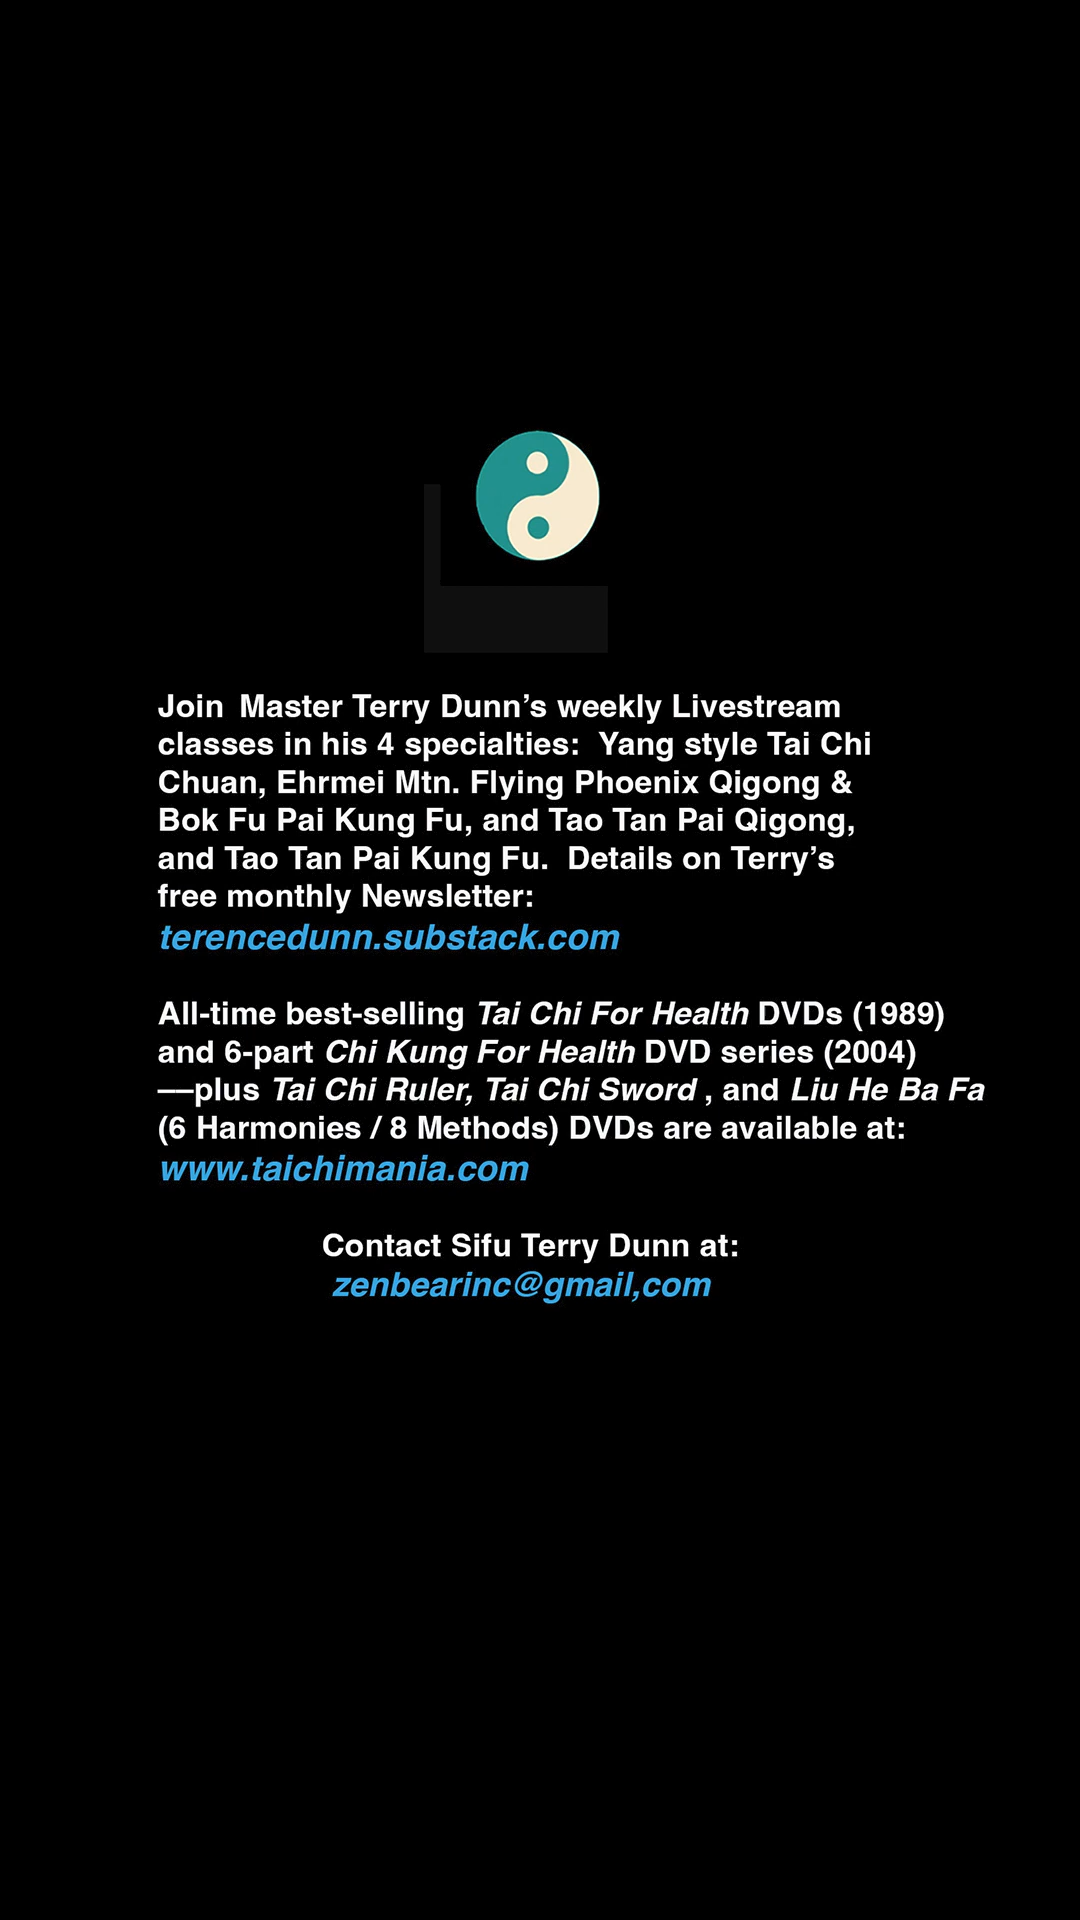 Join  Master Terry Dunn’s weekly Livestream
classes in his 4 specialties:  Yang style Tai Chi
Chuan, Ehrmei Mtn. Flying Phoenix Qigong &
Bok Fu Pai Kung Fu, and Tao Tan Pai Qigong,
and Tao Tan Pai Kung Fu.  Details on Terry’s
free monthly Newsletter:
terencedunn.substack.com
All-time best-selling Tai Chi For Health DVDs (1989)
and 6-part Chi Kung For Health DVD series (2004)
—–plus Tai Chi Ruler, Tai Chi Sword , and Liu He Ba Fa
(6 Harmonies / 8 Methods) DVDs are available at:
www.taichimania.com
Contact Sifu Terry Dunn at:
zenbearinc@gmail,com